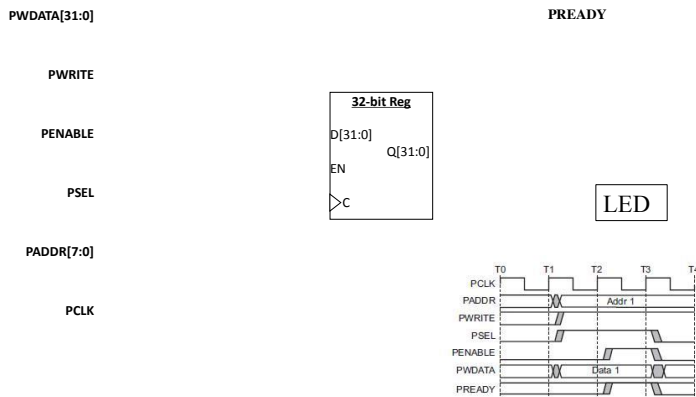 PWDATA[31:0]
PREADY
PWRITE
32-bit Reg
PENABLE
D[31:0]
Q[31:0]
EN
PSEL
C
LED
PADDR[7:0]
PCLK
T0 T1 T2 T3 T4
PCLK
PADDR Addr 1
PWRITE
PSEL
PENABLE
PWDATA Data 1
PREADY